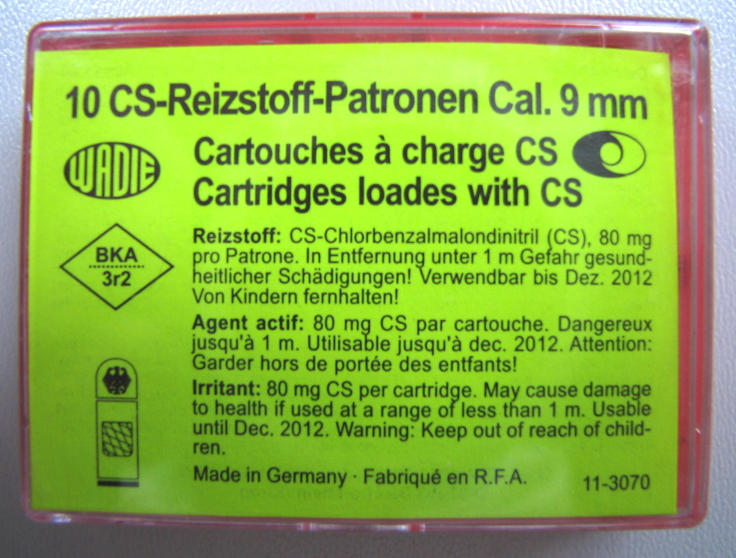 10 CS-Reizstoff-Patronen Cal. 9 mm
WADIE
Cartouches à charge CS
Cartridges loades with CS
BKA
3r2
Reizstoff: CS-Chlorbenzalmalondinitril (CS), 80 mg
pro Patrone. In Entfernung unter 1 m Gefahr gesund-
heitlicher Schädigungen! Verwendbar bis Dez. 2012
Von Kindern fernhalten!
Agent actif: 80 mg CS par cartouche. Dangereux
jusqu'à 1 m. Utilisable jusqu'à dec. 2012. Attention:
Garder hors de portée des entfants!
Irritant: 80 mg CS per cartridge. May cause damage
to health if used at a range of less than 1 m. Usable
until Dec. 2012. Warning: Keep out of reach of child-
ren.
Made in Germany · Fabriqué en R.F.A.
11-3070